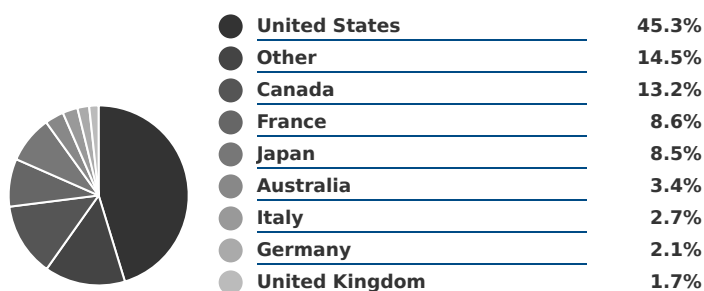 United States 45.3%
Other 14.5%
Canada 13.2%
France 8.6%
Japan 8.5%
Australia 3.4%
Italy 2.7%
Germany 2.1%
United Kingdom 1.7%